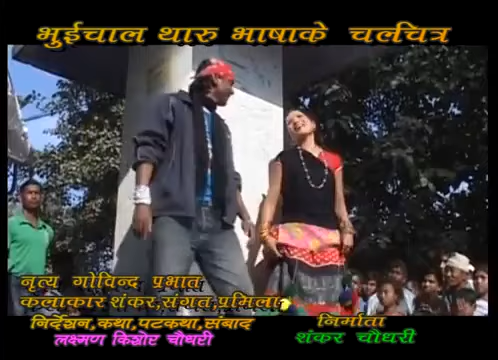 भुईचाल थारु भाषाके चलचित्र
नृत्य गोविन्द प्रभात
कलाकार शंकर,संगत,प्रमिला
निर्देशन,कथा,पटकथा,संबाद
लक्ष्मण किशोर चौधरी
निर्माता
शंकर चौधरी